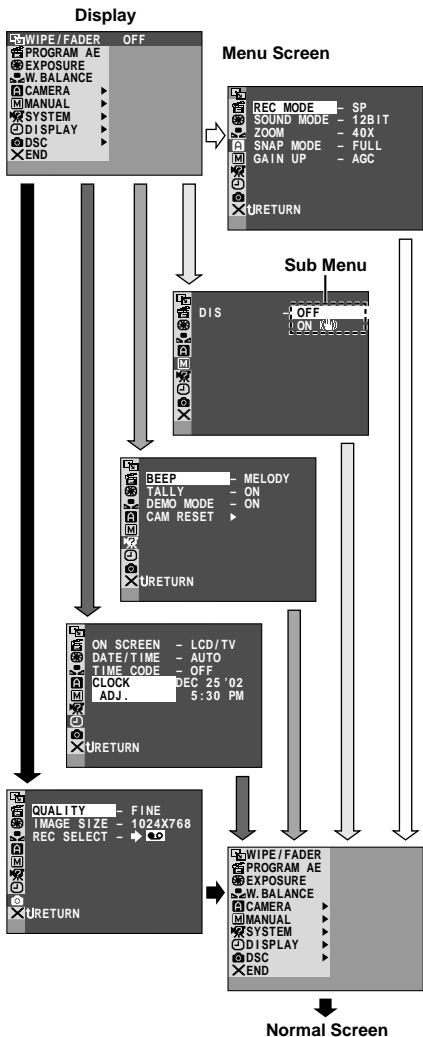 Display
WIPE/FADER OFF
PROGRAM AE
EXPOSURE
W. BALANCE
A CAMERA
M MANUAL
SYSTEM
DISPLAY
DSC
END
Menu Screen
REC MODE – SP
SOUND MODE – 12BIT
ZOOM – 40X
SNAP MODE – FULL
GAIN UP – AGC
A
M
RETURN
Sub Menu
DIS – OFF
ON
A
M
BEEP – MELODY
TALLY – ON
DEMO MODE – ON
CAM RESET
A
M
RETURN
ON SCREEN – LCD/TV
DATE/TIME – AUTO
TIME CODE – OFF
CLOCK DEC 25 '02
ADJ. 5:30 PM
A
M
RETURN
QUALITY – FINE
IMAGE SIZE – 1024X768
REC SELECT –
A
M
RETURN
WIPE/FADER
PROGRAM AE
EXPOSURE
W. BALANCE
A CAMERA
M MANUAL
SYSTEM
DISPLAY
DSC
END
Normal Screen